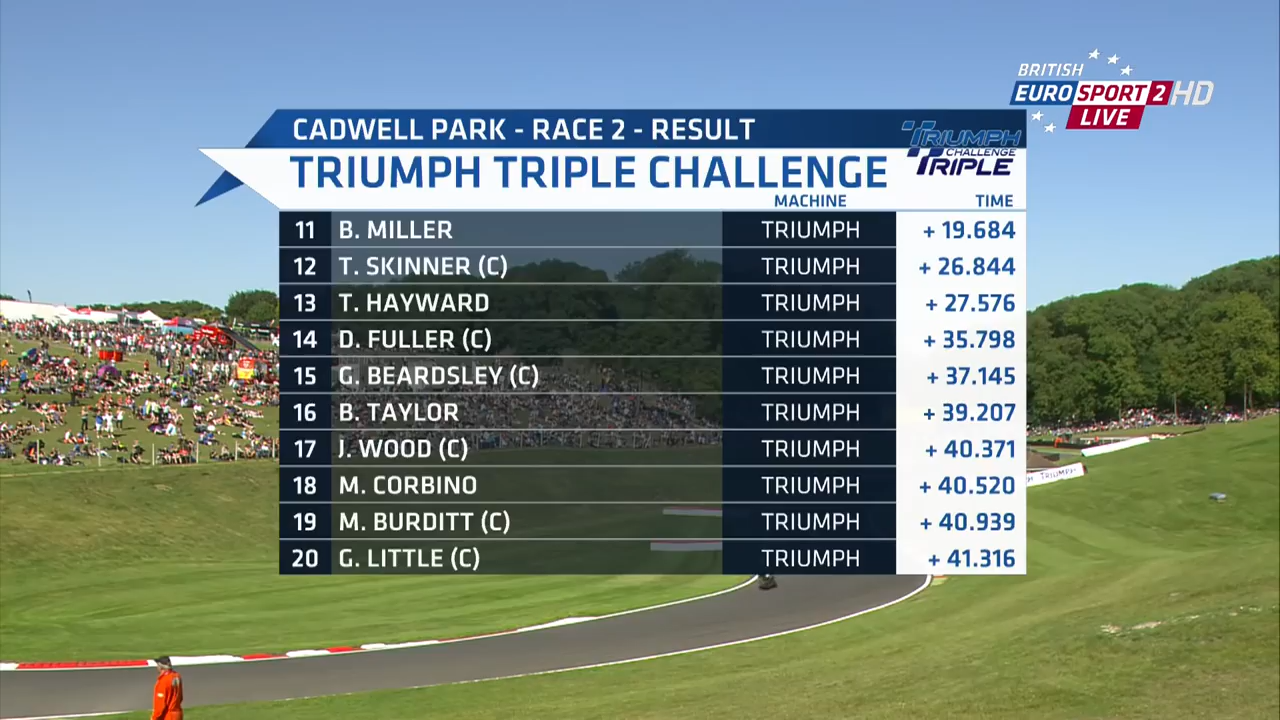 BRITISH
EUROSPORT 2 HD
LIVE
CADWELL PARK - RACE 2 - RESULT
TRIUMPH TRIPLE CHALLENGE
TRIUMPH
CHALLENGE
TRIPLE
MACHINE TIME
11 B. MILLER TRIUMPH + 19.684
12 T. SKINNER (C) TRIUMPH + 26.844
13 T. HAYWARD TRIUMPH + 27.576
14 D. FULLER (C) TRIUMPH + 35.798
15 G. BEARDSLEY (C) TRIUMPH + 37.145
16 B. TAYLOR TRIUMPH + 39.207
17 J. WOOD (C) TRIUMPH + 40.371
18 M. CORBINO TRIUMPH + 40.520
19 M. BURDITT (C) TRIUMPH + 40.939
20 G. LITTLE (C) TRIUMPH + 41.316
TRIUMPH